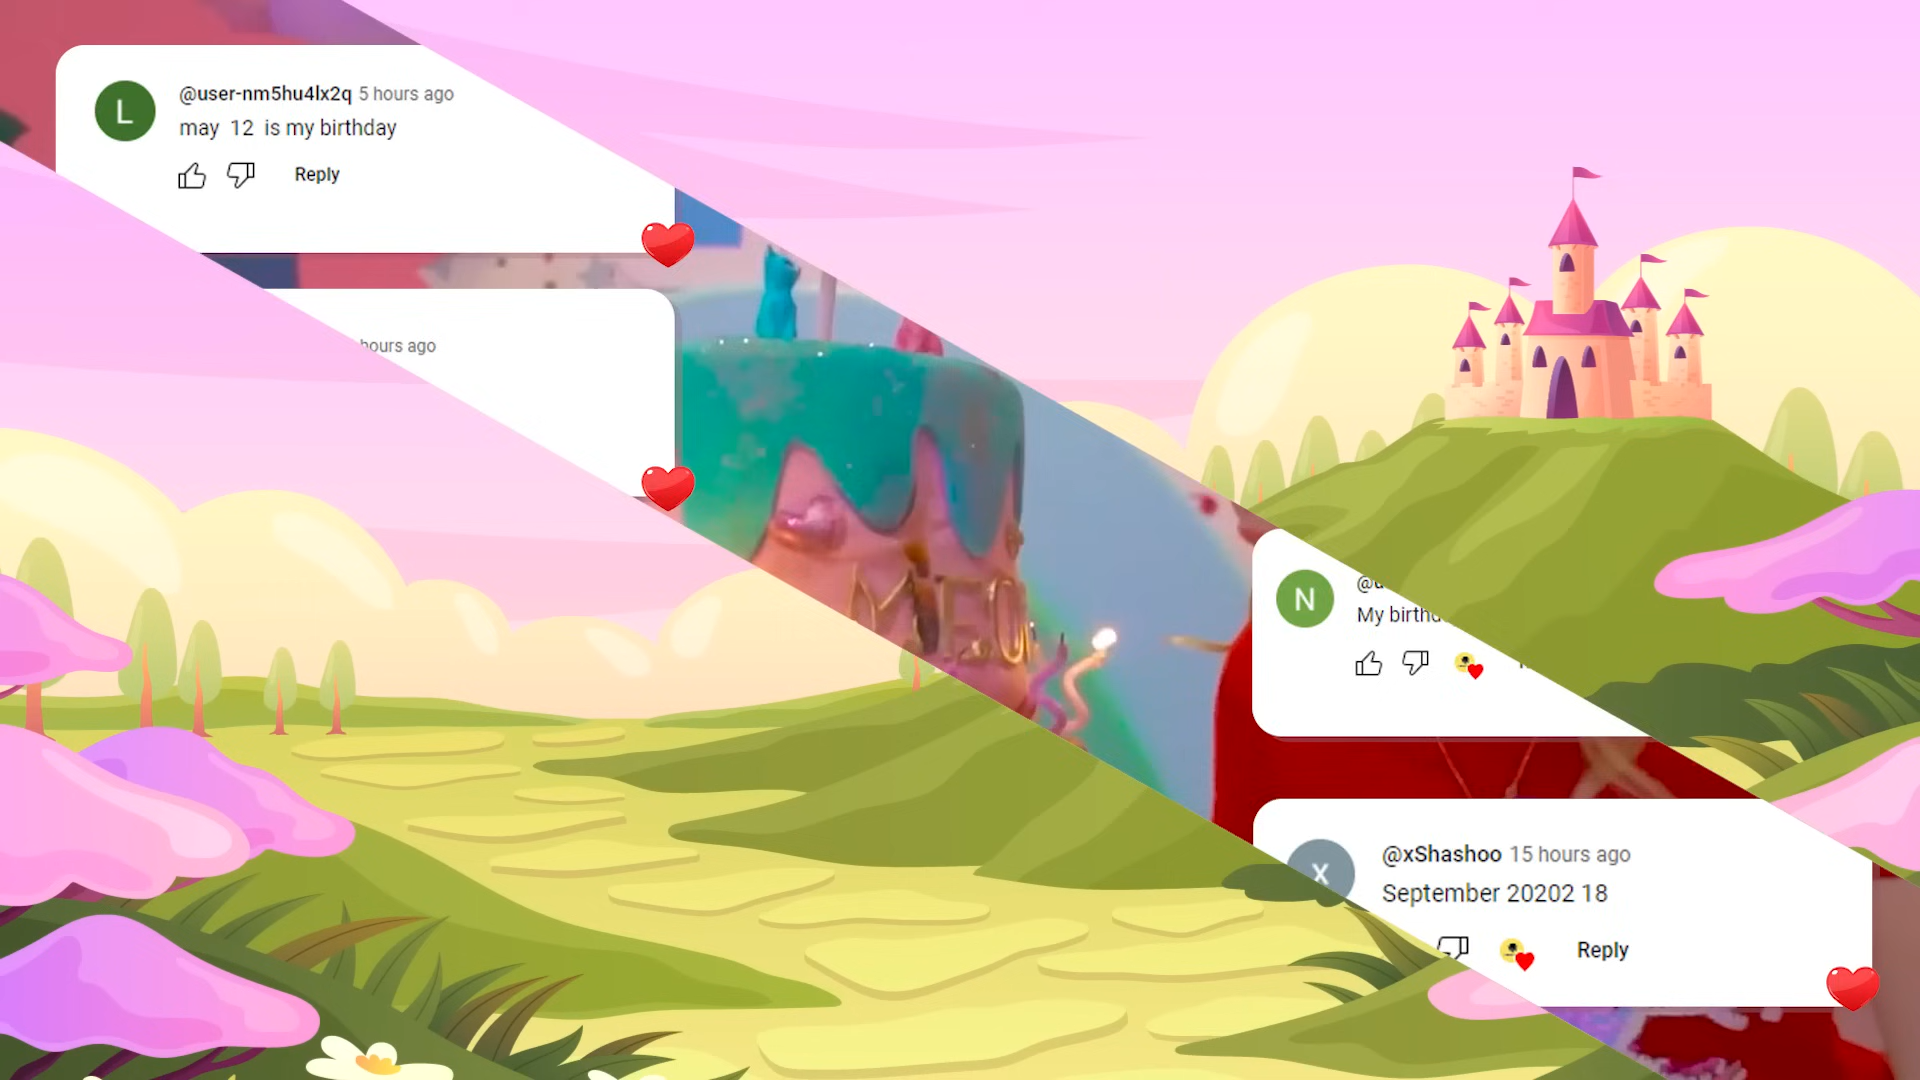 L
@user-nm5hu4lx2q 5 hours ago
may 12 is my birthday
Reply
hours ago
N
My
x
@xShashoo 15 hours ago
September 20202 18
Reply